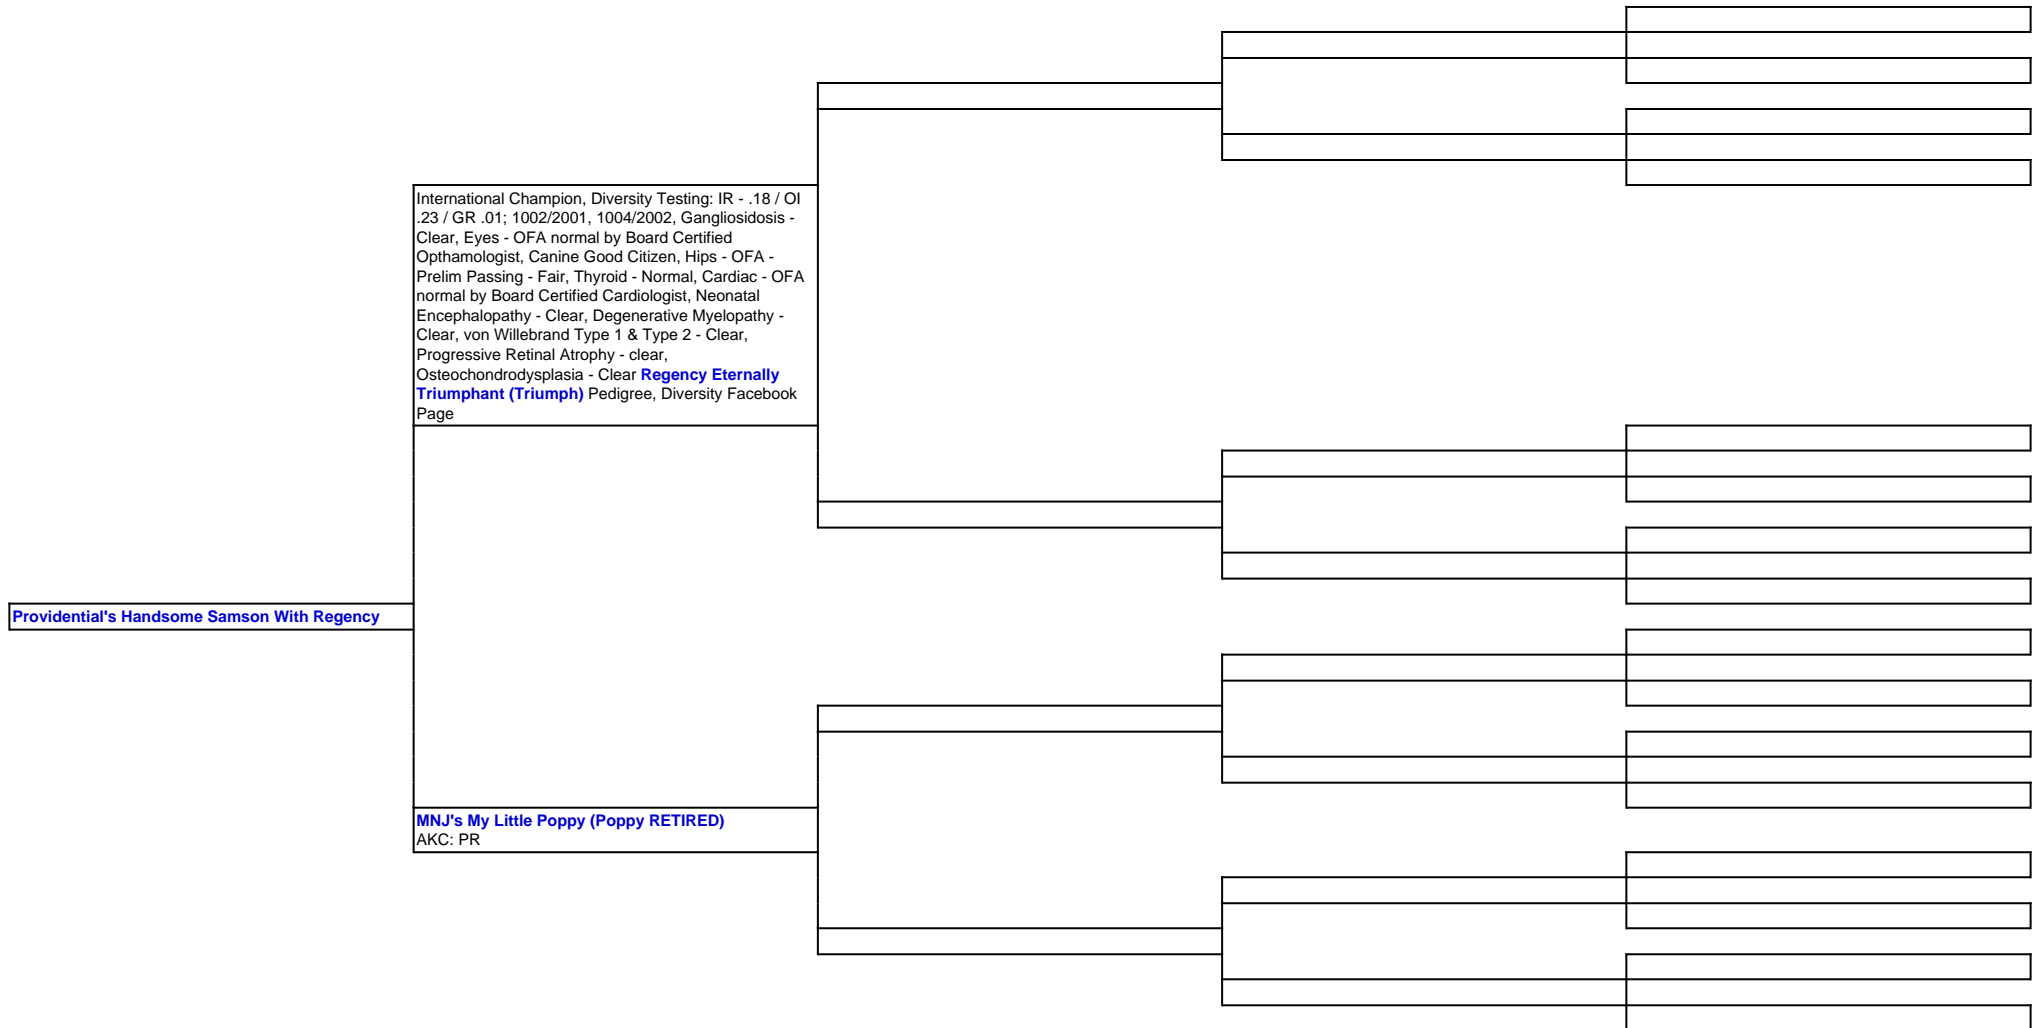 International Champion, Diversity Testing: IR - .18 / OI
.23 / GR .01; 1002/2001, 1004/2002, Gangliosidosis -
Clear, Eyes - OFA normal by Board Certified
Opthamologist, Canine Good Citizen, Hips - OFA -
Prelim Passing - Fair, Thyroid - Normal, Cardiac - OFA
normal by Board Certified Cardiologist, Neonatal
Encephalopathy - Clear, Degenerative Myelopathy -
Clear, von Willebrand Type 1 & Type 2 - Clear,
Progressive Retinal Atrophy - clear,
Osteochondrodysplasia - Clear Regency Eternally
Triumphant (Triumph) Pedigree, Diversity Facebook
Page
Providential's Handsome Samson With Regency
MNJ's My Little Poppy (Poppy RETIRED)
AKC: PR